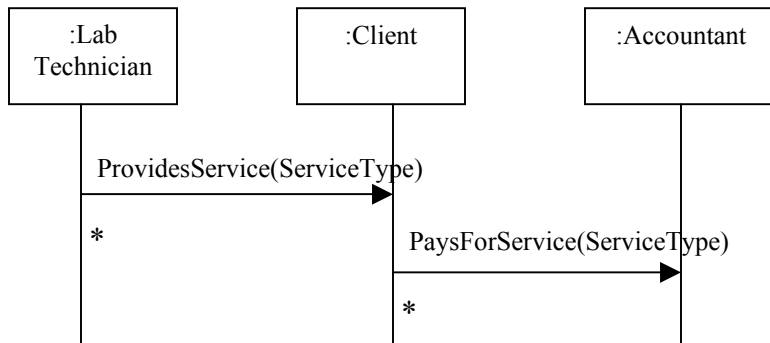 :Lab
Technician
:Client
:Accountant
ProvidesService(ServiceType)
*
PaysForService(ServiceType)
*